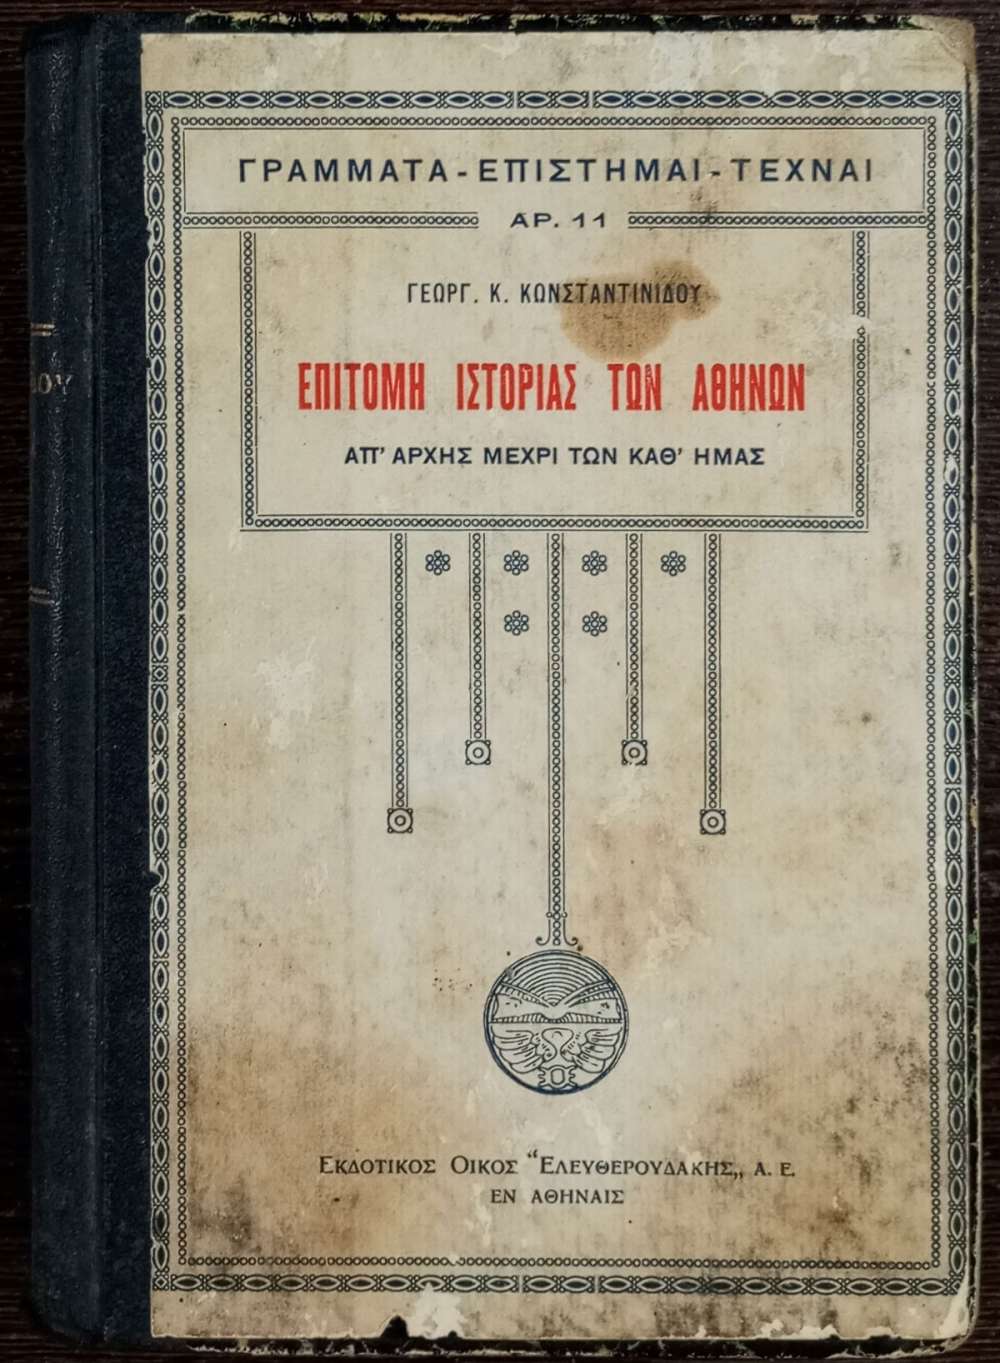 ΓΡΑΜΜΑΤΑ - ΕΠΙΣΤΗΜΑΙ - ΤΕΧΝΑΙ
ΑΡ. 11
ΓΕΩΡΓ. Κ. ΚΩΝΣΤΑΝΤΙΝΙΔΟΥ
ΕΠΙΤΟΜΗ ΙΣΤΟΡΙΑΣ ΤΩΝ ΑΘΗΝΩΝ
ΑΠ' ΑΡΧΗΣ ΜΕΧΡΙ ΤΩΝ ΚΑΘ' ΗΜΑΣ
ΕΚΔΟΤΙΚΟΣ ΟΙΚΟΣ "ΕΛΕΥΘΕΡΟΥΔΑΚΗΣ„ Α. Ε.
ΕΝ ΑΘΗΝΑΙΣ